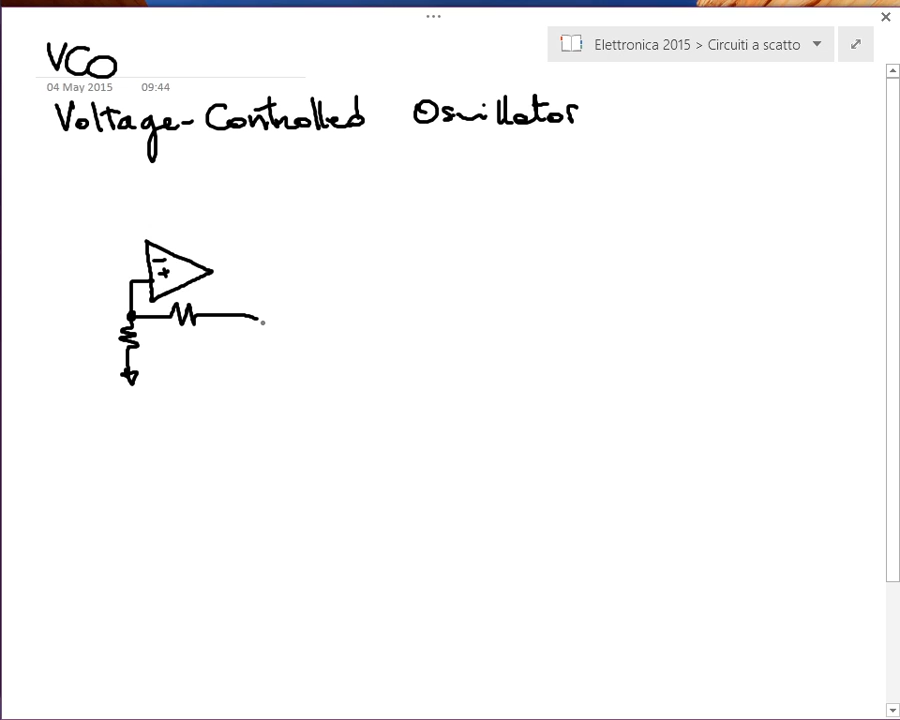 Elettronica 2015 > Circuiti a scatto
VCO
04 May 2015 09:44
Voltage-Controlled Oscillator
−
+